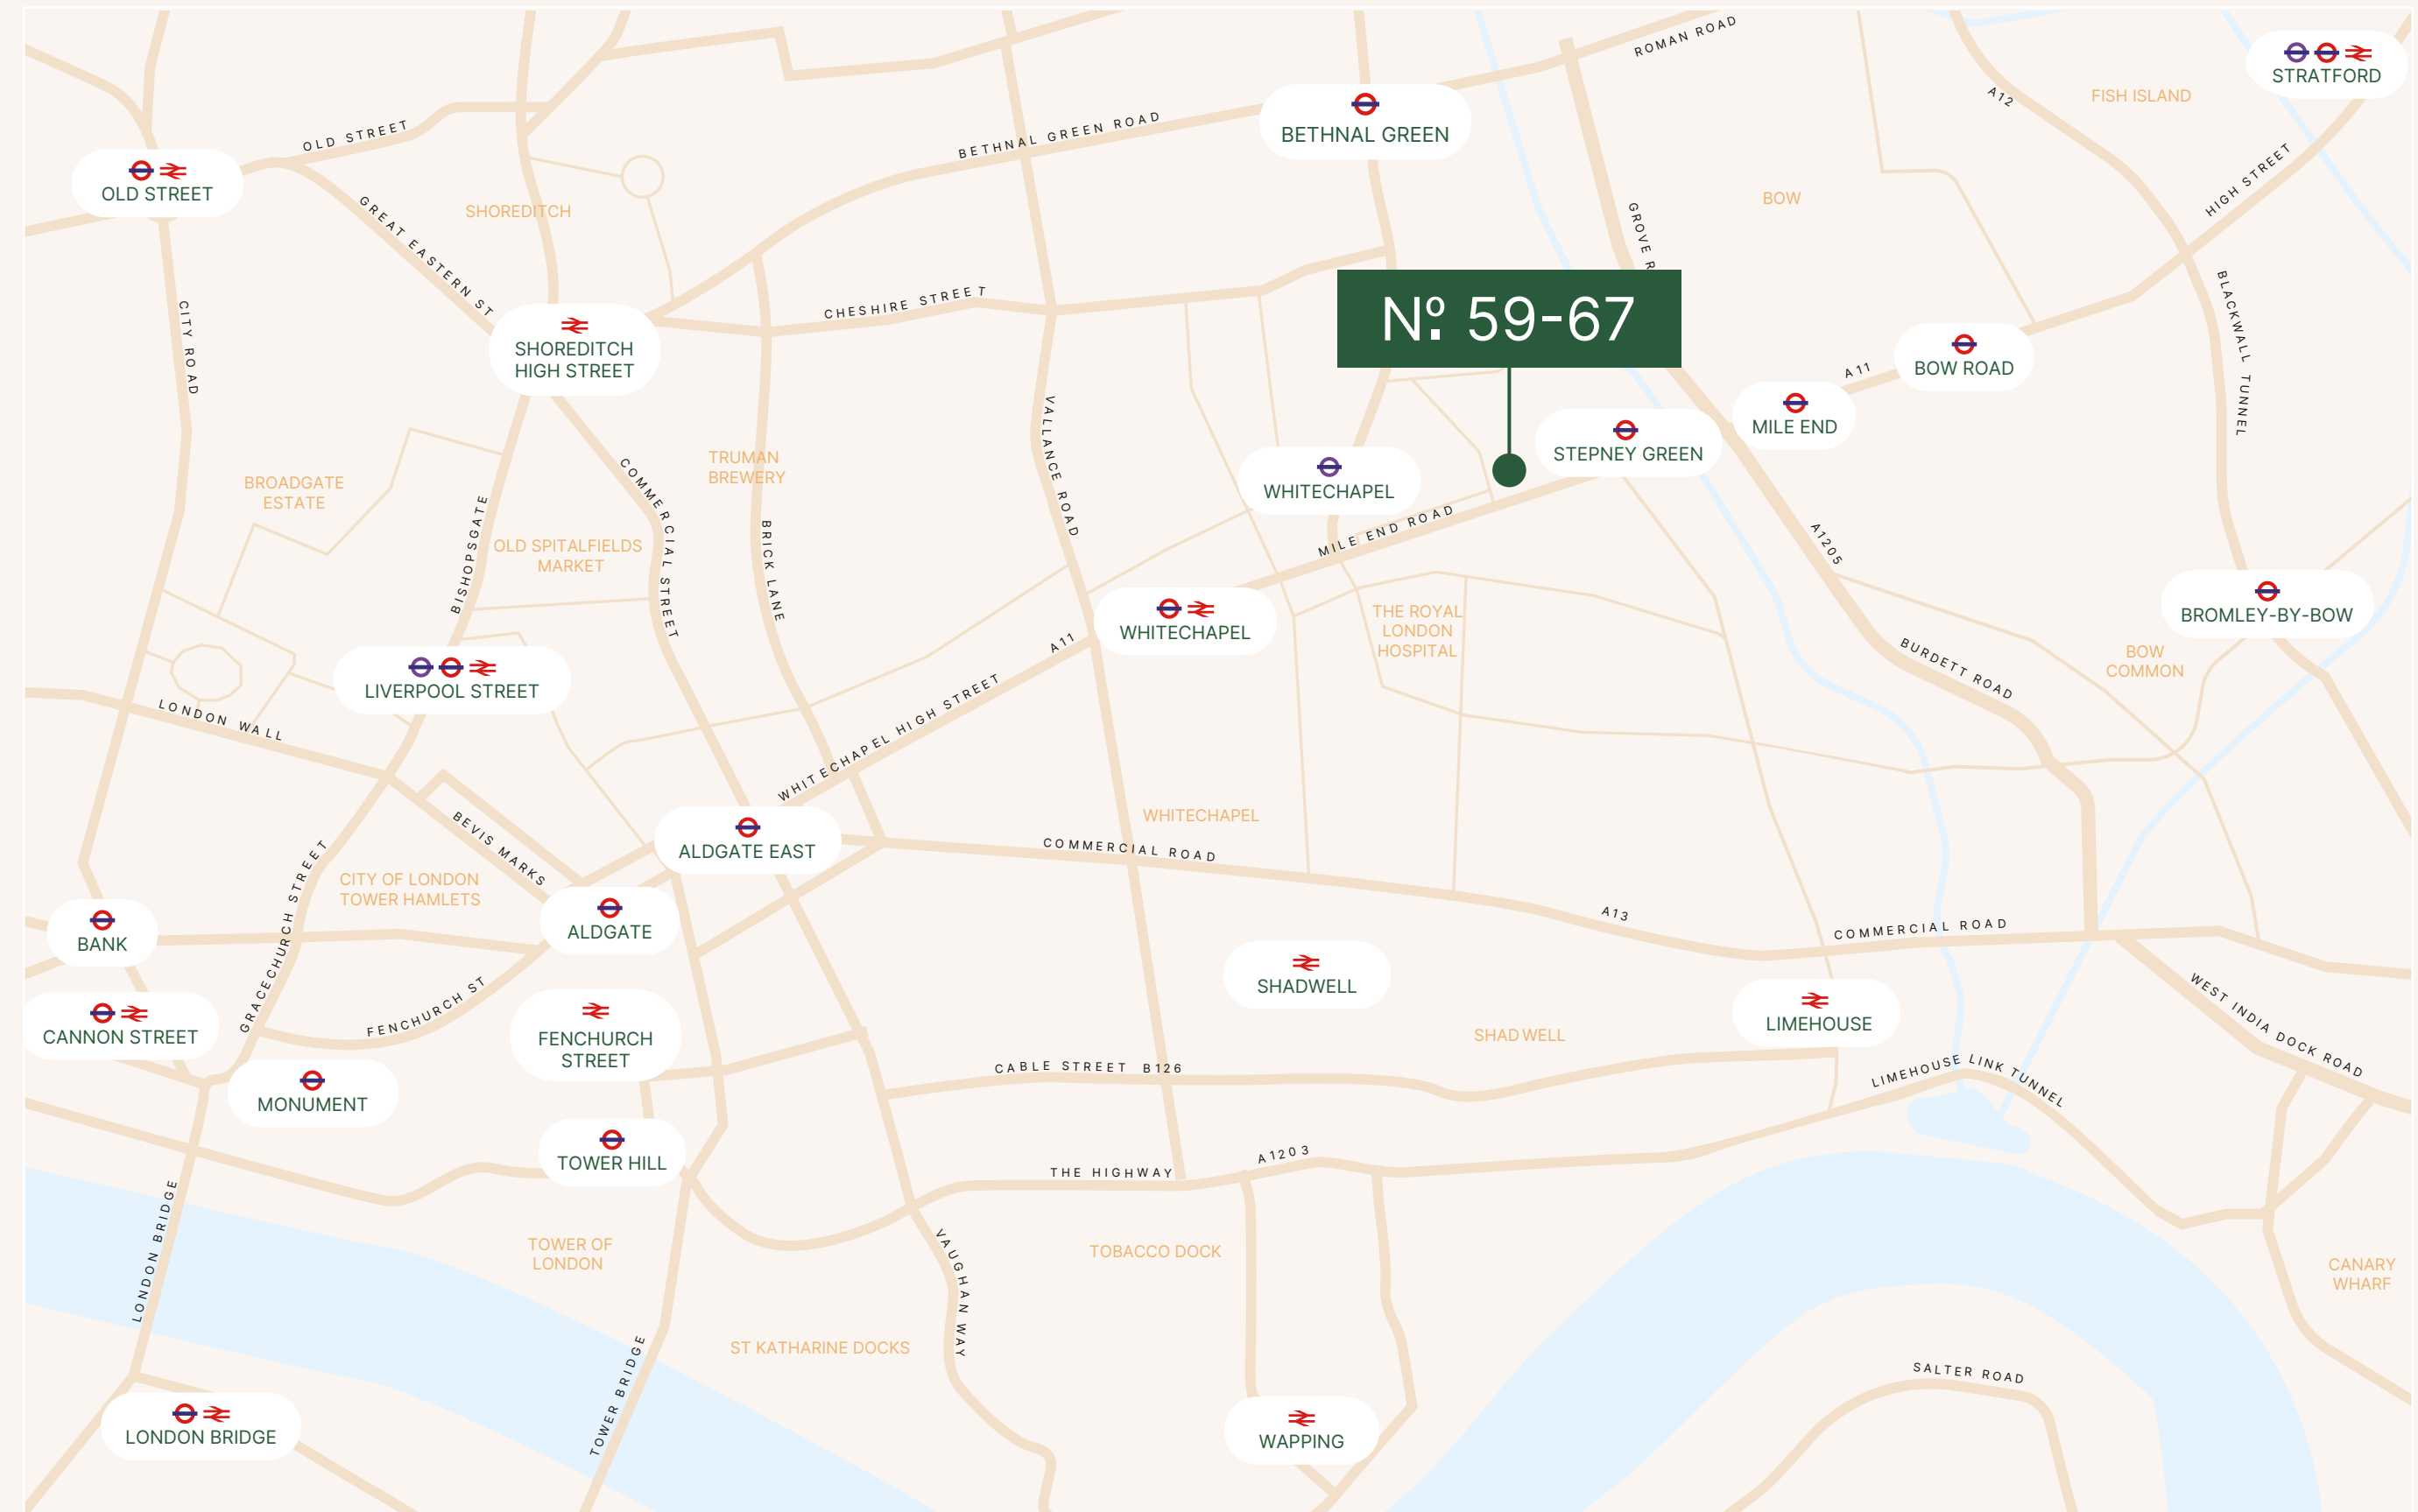 ROMAN ROAD
STRATFORD
A12
FISH ISLAND
BETHNAL GREEN
BETHNAL GREEN ROAD
OLD STREET
OLD STREET
HIGH STREET
BOW
SHOREDITCH
GREAT EASTERN ST
GROVE R
Nº 59-67
CHESHIRE STREET
CITY ROAD
BLACKWALL TUNNEL
SHOREDITCH
HIGH STREET
BOW ROAD
A11
MILE END
VALLANCE ROAD
STEPNEY GREEN
TRUMAN
BREWERY
WHITECHAPEL
BROADGATE
ESTATE
COMMERCIAL STREET
BISHOPSGATE
MILE END ROAD
OLD SPITALFIELDS
MARKET
BRICK LANE
A1205
BROMLEY-BY-BOW
THE ROYAL
LONDON
HOSPITAL
WHITECHAPEL
A11
BOW
COMMON
BURDETT ROAD
LIVERPOOL STREET
LONDON WALL
WHITECHAPEL HIGH STREET
WHITECHAPEL
BEVIS MARKS
ALDGATE EAST
COMMERCIAL ROAD
CITY OF LONDON
TOWER HAMLETS
GRACECHURCH STREET
A13
ALDGATE
BANK
COMMERCIAL ROAD
SHADWELL
FENCHURCH ST
WEST INDIA DOCK ROAD
CANNON STREET
FENCHURCH
STREET
LIMEHOUSE
SHADWELL
CABLE STREET B126
LIMEHOUSE LINK TUNNEL
MONUMENT
TOWER HILL
A1203
THE HIGHWAY
LONDON BRIDGE
TOWER OF
LONDON
TOBACCO DOCK
VAUGHAN WAY
CANARY
WHARF
ST KATHARINE DOCKS
TOWER BRIDGE
SALTER ROAD
LONDON BRIDGE
WAPPING